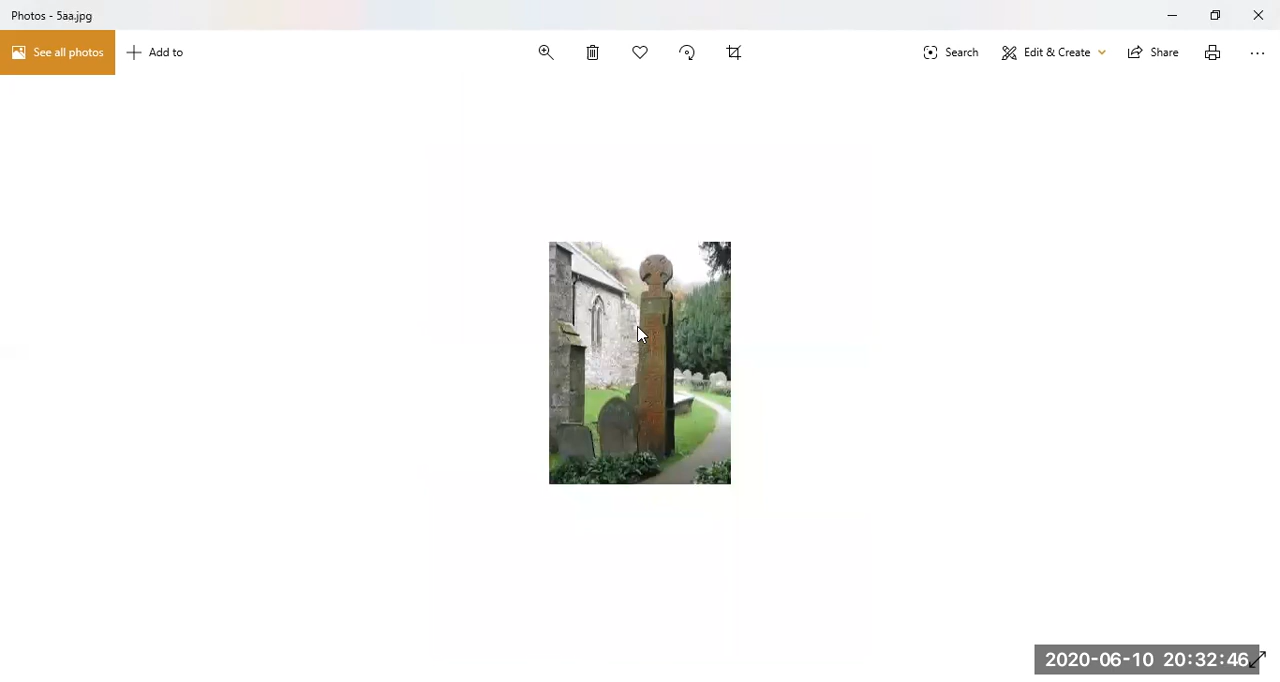 Photos - 5aa.jpg
See all photos
Add to
Search
Edit & Create
Share
2020-06-10 20:32:46